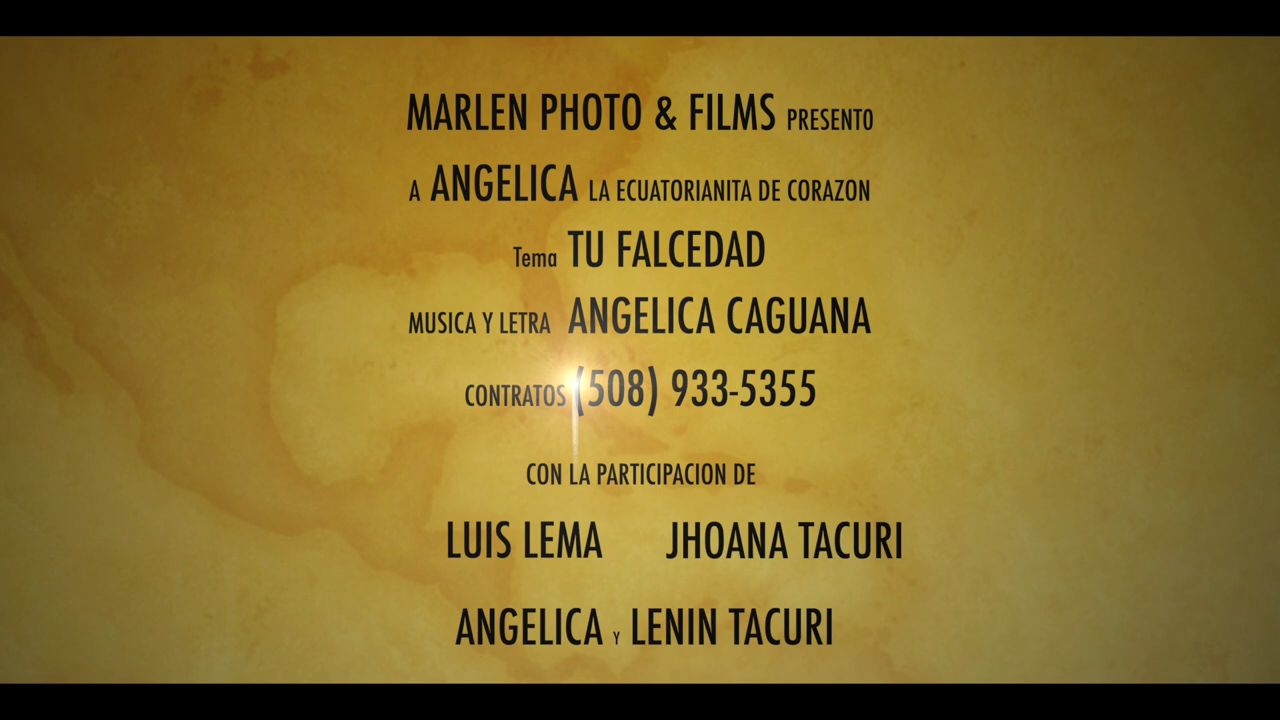 MARLEN PHOTO & FILMS PRESENTO
A ANGELICA LA ECUATORIANITA DE CORAZON
Tema TU FALCEDAD
MUSICA Y LETRA ANGELICA CAGUANA
CONTRATOS (508) 933-5355
CON LA PARTICIPACION DE
LUIS LEMA JHOANA TACURI
ANGELICA Y LENIN TACURI